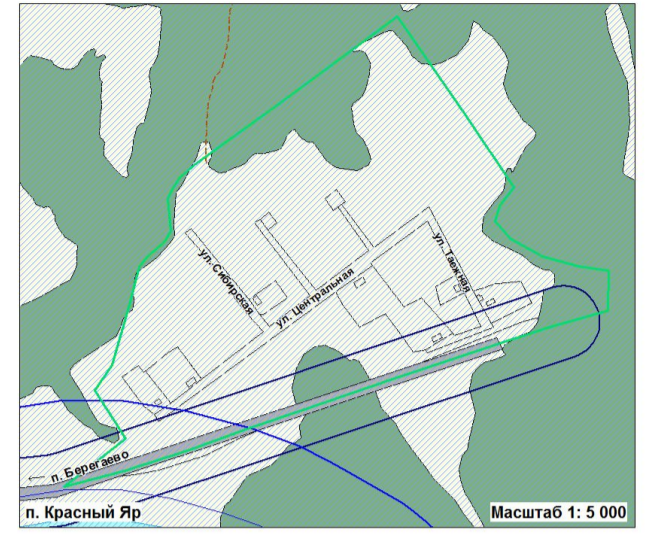 ул. Сибирская
ул. Центральная
ул. Таежная
п. Берегаево
п. Красный Яр
Масштаб 1: 5 000